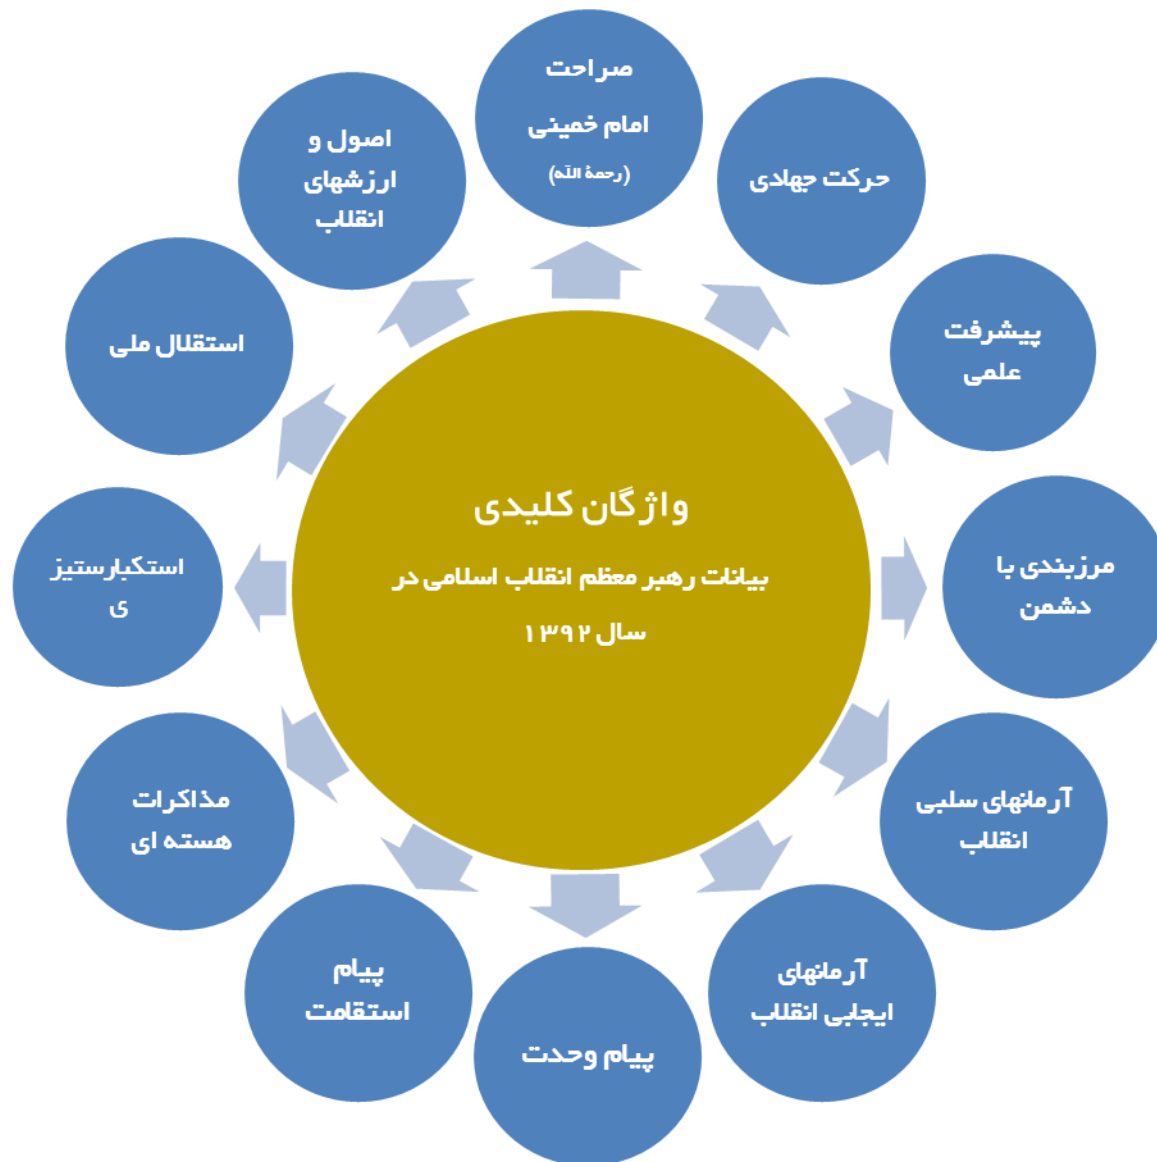 واژگان کلیدی
بیانات رهبر معظم انقلاب اسلامی در
سال ۱۳۹۲
صراحت
امام خمینی
(رحمة الله)
حرکت جهادی
پیشرفت
علمی
مرزبندی با
دشمن
آرمانهای سلبی
انقلاب
آرمانهای
ایجابی انقلاب
پیام وحدت
پیام
استقامت
مذاکرات
هسته ای
استکبارستیز
ی
استقلال ملی
اصول و
ارزشهای
انقلاب